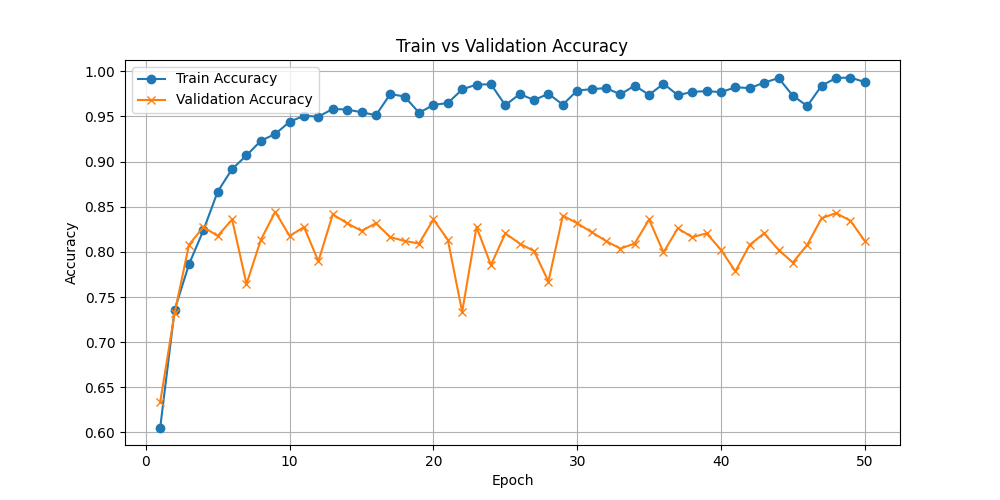 Train vs Validation Accuracy
Train Accuracy
Validation Accuracy
1.00
0.95
0.90
0.85
0.80
0.75
0.70
0.65
0.60
Accuracy
0 10 20 30 40 50
Epoch